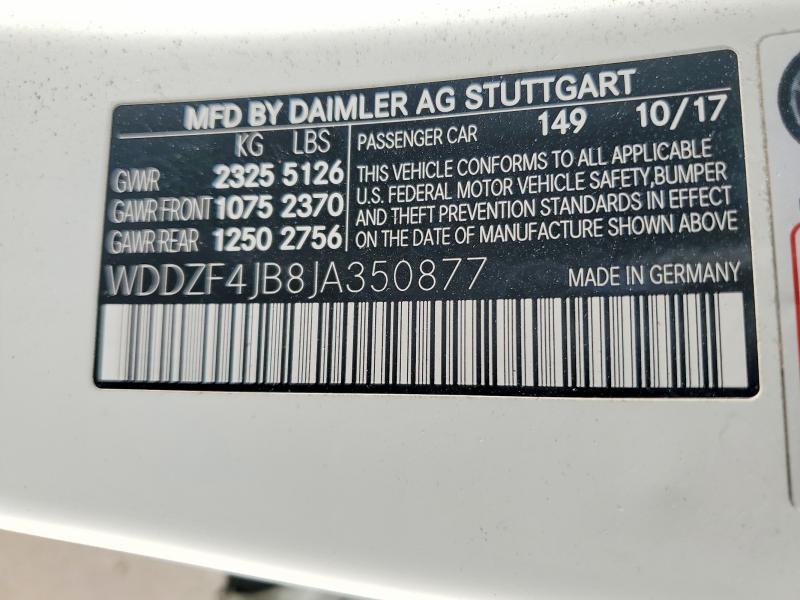 MFD BY DAIMLER AG STUTTGART
KG LBS
GVWR 2325 5126
GAWR FRONT 1075 2370
GAWR REAR 1250 2756
PASSENGER CAR 149 10/17
THIS VEHICLE CONFORMS TO ALL APPLICABLE
U.S. FEDERAL MOTOR VEHICLE SAFETY, BUMPER
AND THEFT PREVENTION STANDARDS IN EFFECT
ON THE DATE OF MANUFACTURE SHOWN ABOVE
WDDZF4JB8JA350877 MADE IN GERMANY